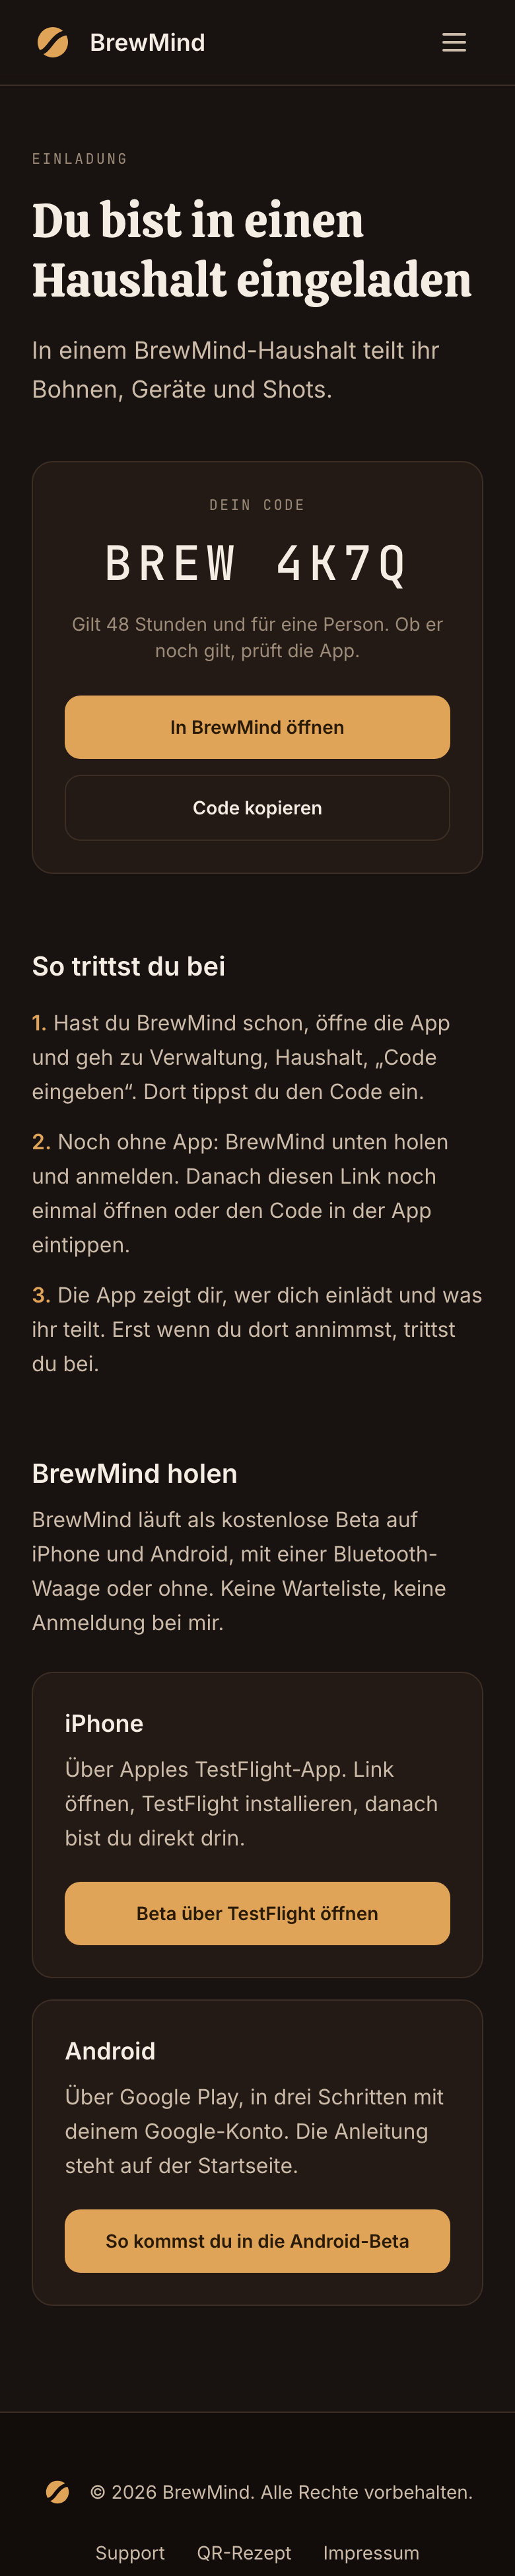 BrewMind
EINLADUNG
Du bist in einen
Haushalt eingeladen
In einem BrewMind-Haushalt teilt ihr
Bohnen, Geräte und Shots.
DEIN CODE
BREW 4K7Q
Gilt 48 Stunden und für eine Person. Ob er
noch gilt, prüft die App.
In BrewMind öffnen
Code kopieren
So trittst du bei
1. Hast du BrewMind schon, öffne die App
und geh zu Verwaltung, Haushalt, „Code
eingeben“. Dort tippst du den Code ein.
2. Noch ohne App: BrewMind unten holen
und anmelden. Danach diesen Link noch
einmal öffnen oder den Code in der App
eintippen.
3. Die App zeigt dir, wer dich einlädt und was
ihr teilt. Erst wenn du dort annimmst, trittst
du bei.
BrewMind holen
BrewMind läuft als kostenlose Beta auf
iPhone und Android, mit einer Bluetooth-
Waage oder ohne. Keine Warteliste, keine
Anmeldung bei mir.
iPhone
Über Apples TestFlight-App. Link
öffnen, TestFlight installieren, danach
bist du direkt drin.
Beta über TestFlight öffnen
Android
Über Google Play, in drei Schritten mit
deinem Google-Konto. Die Anleitung
steht auf der Startseite.
So kommst du in die Android-Beta
© 2026 BrewMind. Alle Rechte vorbehalten.
Support QR-Rezept Impressum